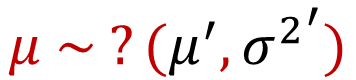 μ ~ ? (μ′, σ²′)